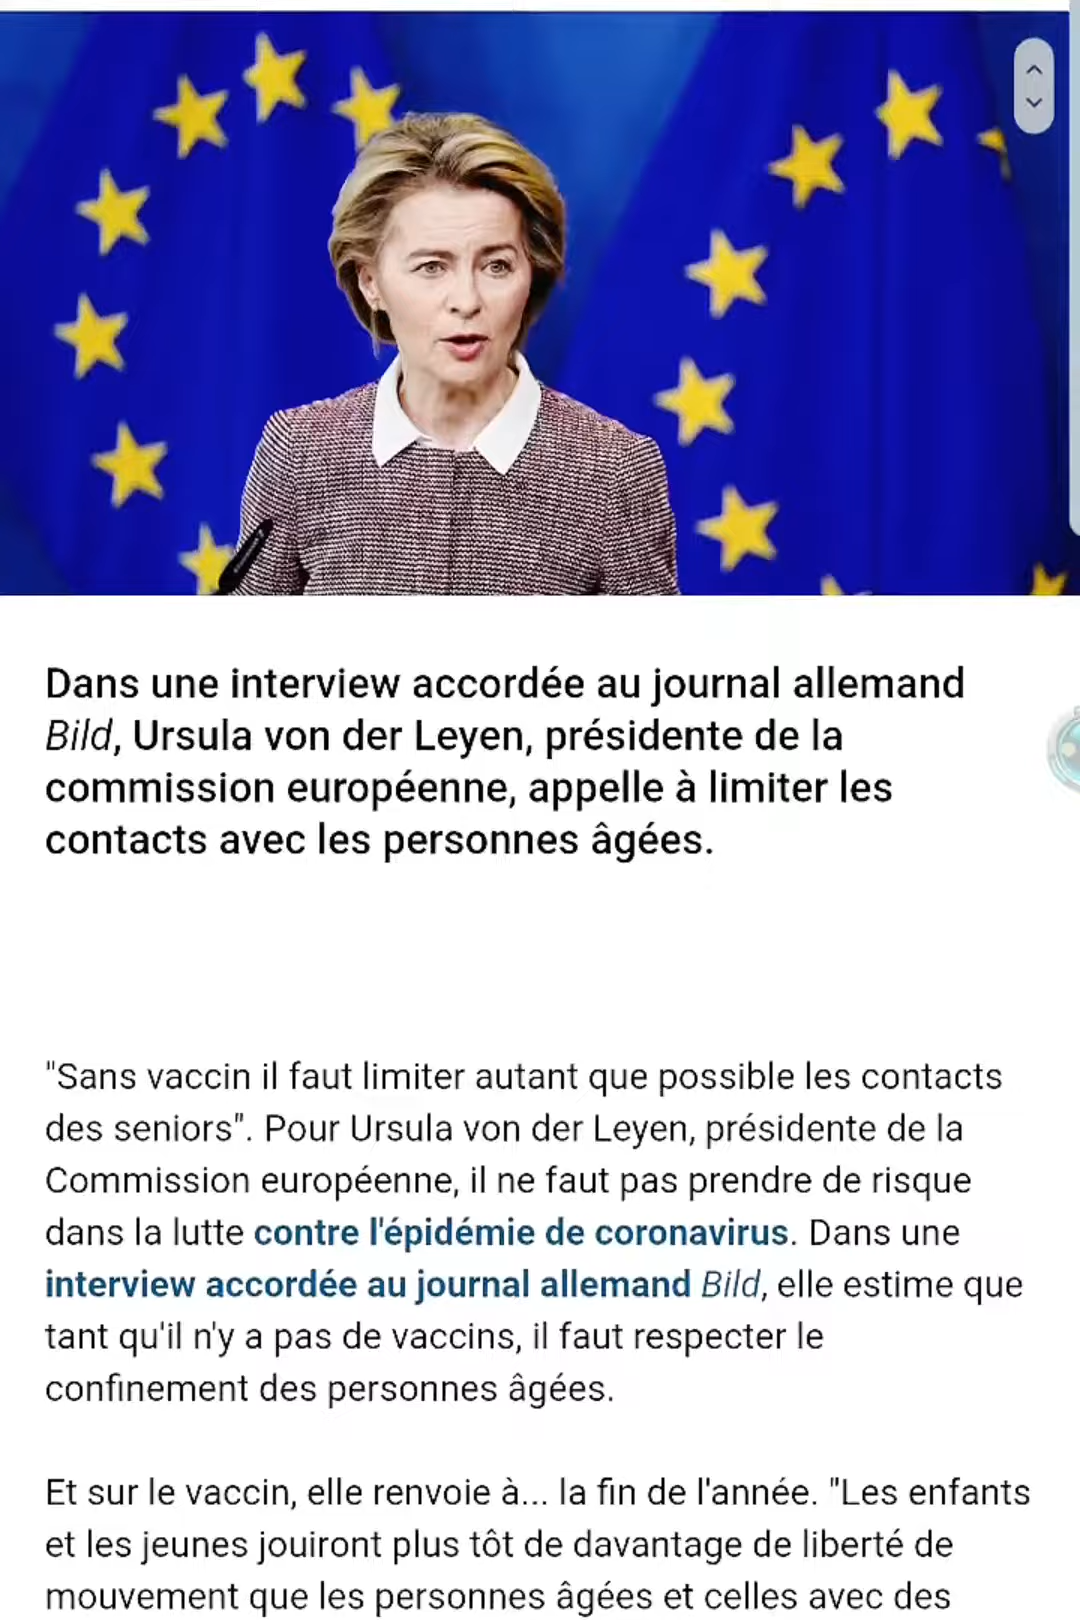 Dans une interview accordée au journal allemand
Bild, Ursula von der Leyen, présidente de la
commission européenne, appelle à limiter les
contacts avec les personnes âgées.
"Sans vaccin il faut limiter autant que possible les contacts
des seniors". Pour Ursula von der Leyen, présidente de la
Commission européenne, il ne faut pas prendre de risque
dans la lutte contre l'épidémie de coronavirus. Dans une
interview accordée au journal allemand Bild, elle estime que
tant qu'il n'y a pas de vaccins, il faut respecter le
confinement des personnes âgées.
Et sur le vaccin, elle renvoie à... la fin de l'année. "Les enfants
et les jeunes jouiront plus tôt de davantage de liberté de
mouvement que les personnes âgées et celles avec des